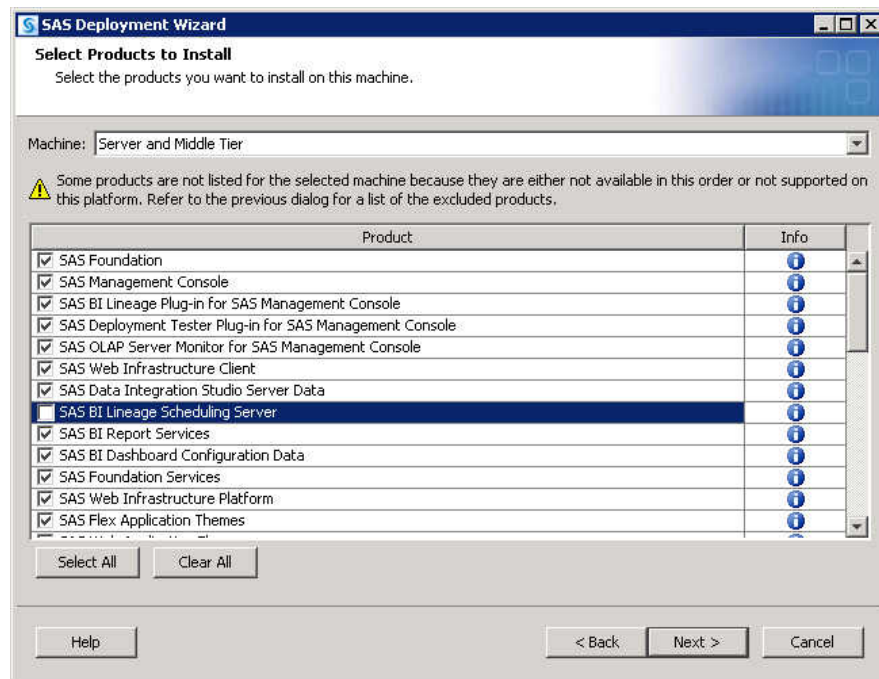 SAS Deployment Wizard
Select Products to Install
Select the products you want to install on this machine.
Machine: Server and Middle Tier
Some products are not listed for the selected machine because they are either not available in this order or not supported on
this platform. Refer to the previous dialog for a list of the excluded products.
Product Info
SAS Foundation
SAS Management Console
SAS BI Lineage Plug-in for SAS Management Console
SAS Deployment Tester Plug-in for SAS Management Console
SAS OLAP Server Monitor for SAS Management Console
SAS Web Infrastructure Client
SAS Data Integration Studio Server Data
SAS BI Lineage Scheduling Server
SAS BI Report Services
SAS BI Dashboard Configuration Data
SAS Foundation Services
SAS Web Infrastructure Platform
SAS Flex Application Themes
Select All Clear All
Help < Back Next > Cancel